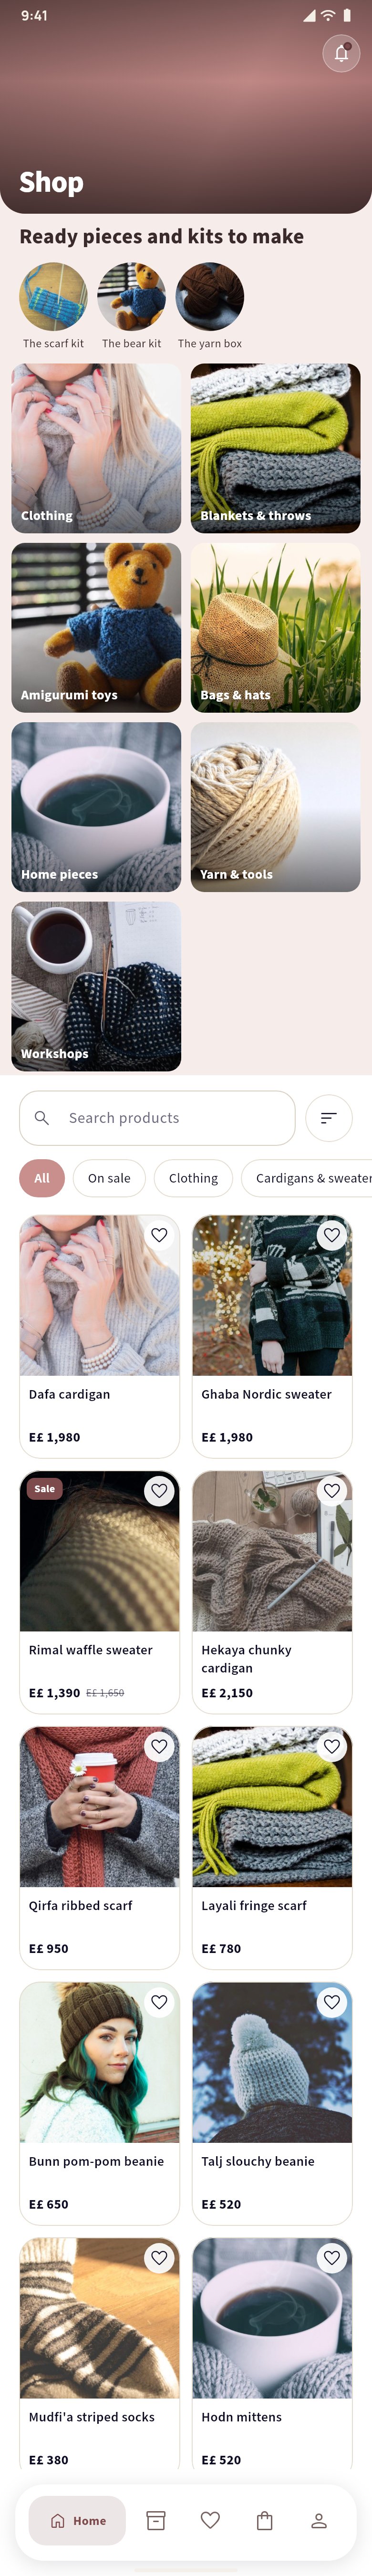 9:41
Shop
Ready pieces and kits to make
The scarf kit
The bear kit
The yarn box
Clothing
Blankets & throws
Amigurumi toys
Bags & hats
Home pieces
Yarn & tools
Workshops
Search products
All
On sale
Clothing
Cardigans & sweater
Dafa cardigan
E£ 1,980
Ghaba Nordic sweater
E£ 1,980
Sale
Rimal waffle sweater
E£ 1,390 E£ 1,650
Hekaya chunky
cardigan
E£ 2,150
Qirfa ribbed scarf
E£ 950
Layali fringe scarf
E£ 780
Bunn pom-pom beanie
E£ 650
Talj slouchy beanie
E£ 520
Mudfi'a striped socks
E£ 380
Hodn mittens
E£ 520
Home